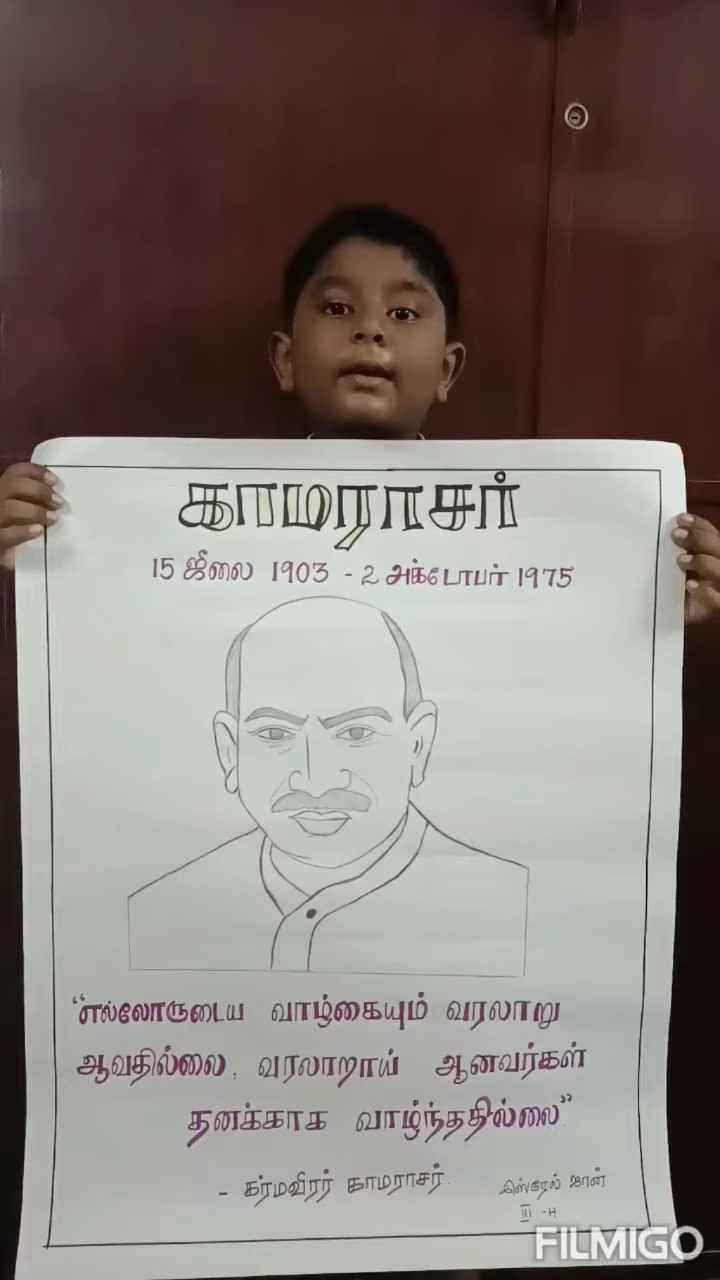 காமராசர்
15 ஜீலை 1903 - 2 அக்டோபர் 1975
“எல்லோருடைய வாழ்கையும் வரலாறு
ஆவதில்லை, வரலாறாய் ஆனவர்கள்
தனக்காக வாழ்ந்ததில்லை”
- கர்மவீரர் காமராசர்.
இஸ்ரேல் ஜான்
III - H
FILMIGO